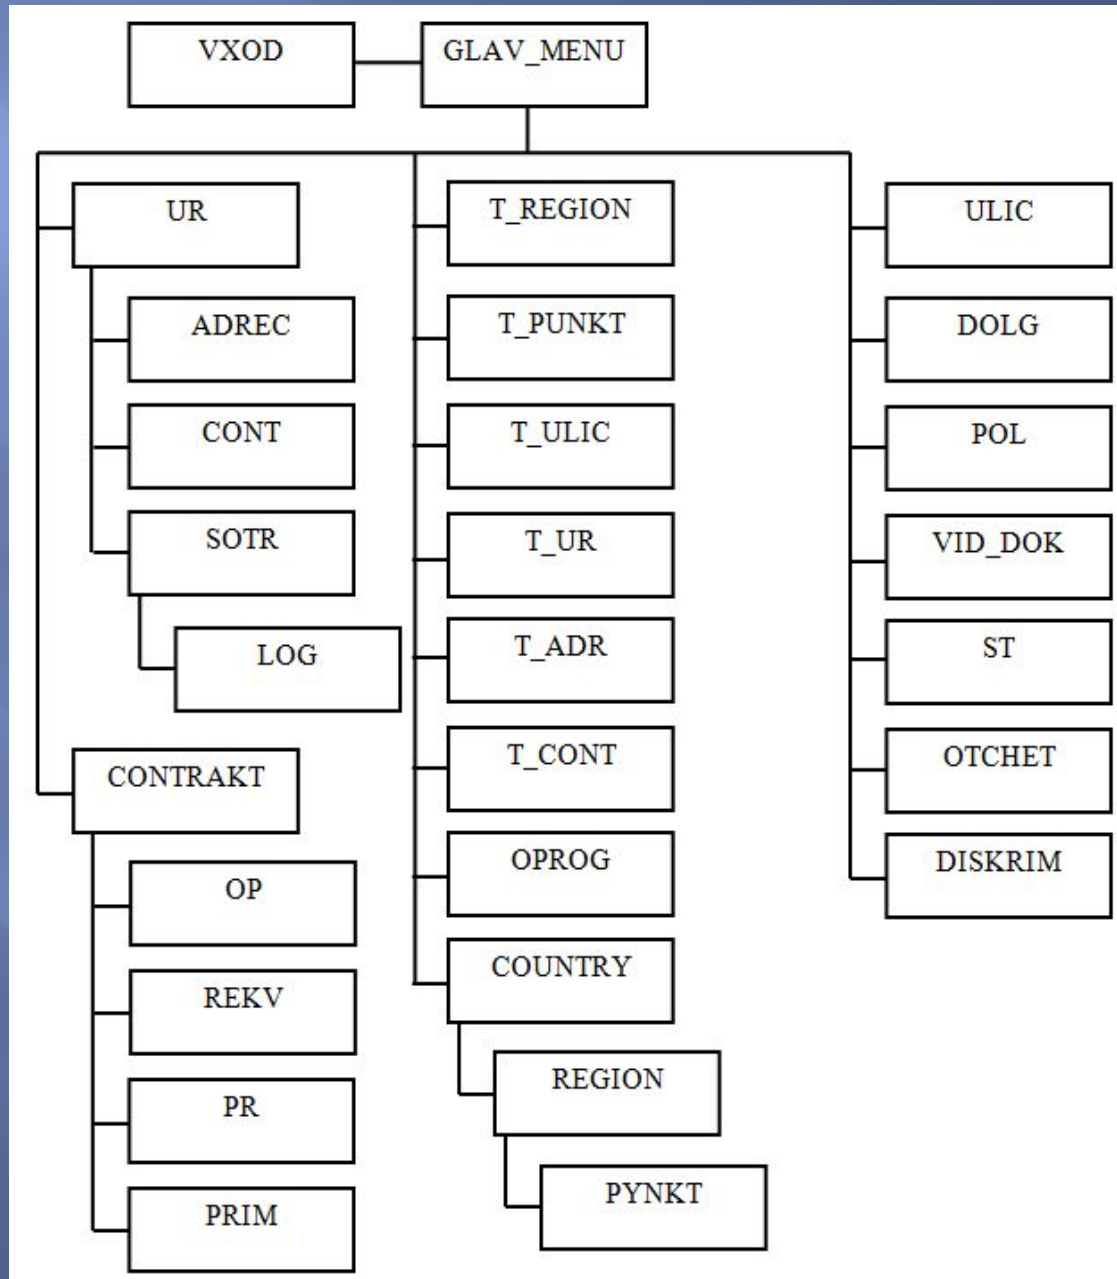 VXOD
GLAV_MENU
UR
ADREC
CONT
SOTR
LOG
CONTRAKT
OP
REKV
PR
PRIM
T_REGION
T_PUNKT
T_ULIC
T_UR
T_ADR
T_CONT
OPROG
COUNTRY
REGION
PYNKT
ULIC
DOLG
POL
VID_DOK
ST
OTCHET
DISKRIM